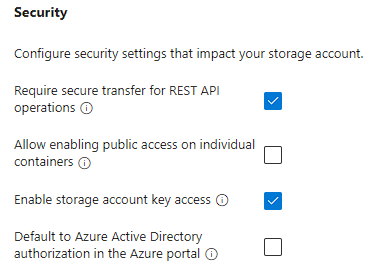 Security
Configure security settings that impact your storage account.
Require secure transfer for REST API
operations
Allow enabling public access on individual
containers
Enable storage account key access
Default to Azure Active Directory
authorization in the Azure portal